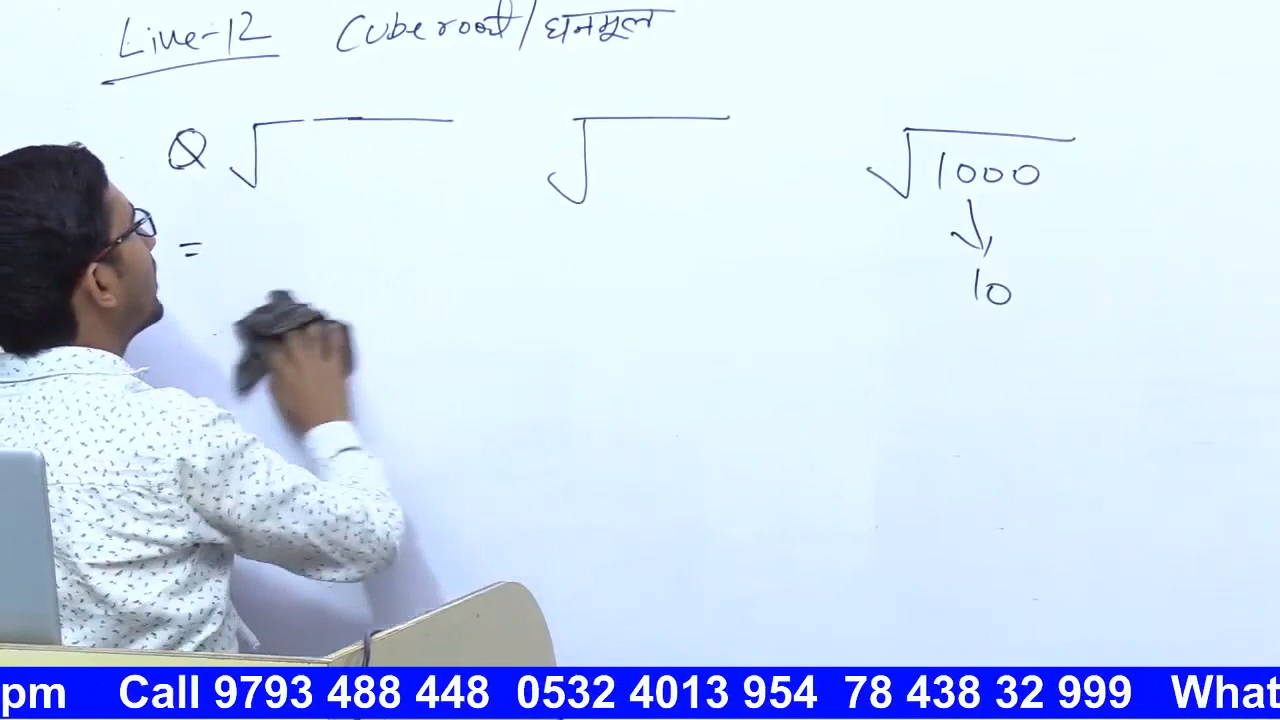 Live-12 Cube root/घनमूल
Q √ √ √1000
=
10
pm Call 9793 488 448 0532 4013 954 78 438 32 999 What